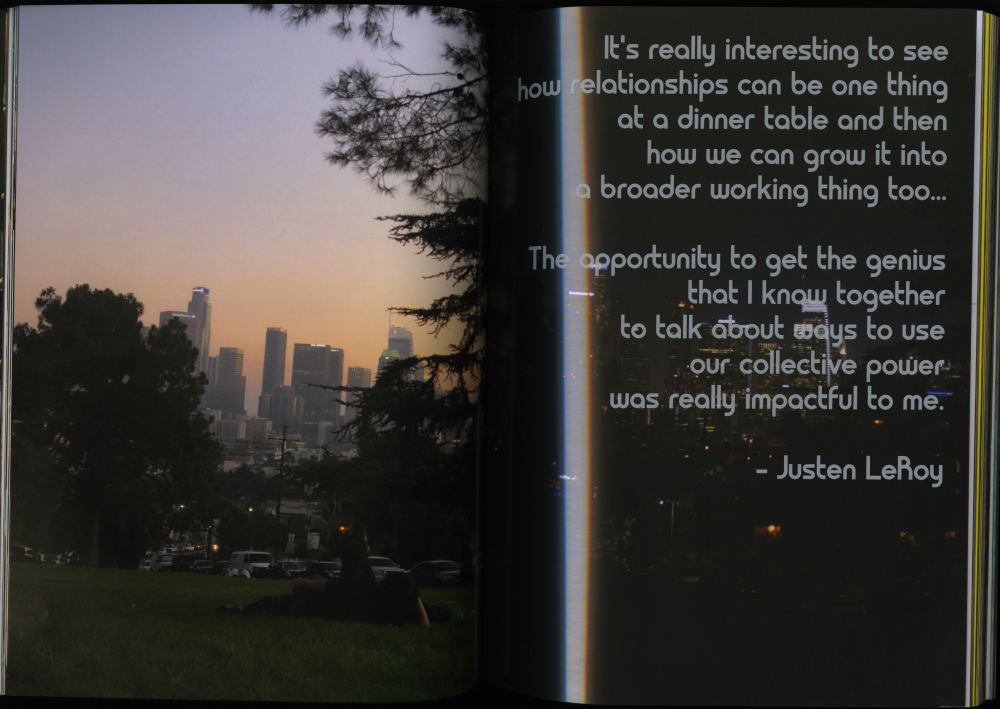 It's really interesting to see
how relationships can be one thing
at a dinner table and then
how we can grow it into
a broader working thing too...
The opportunity to get the genius
that I know together
to talk about ways to use
our collective power
was really impactful to me.
- Justen LeRoy